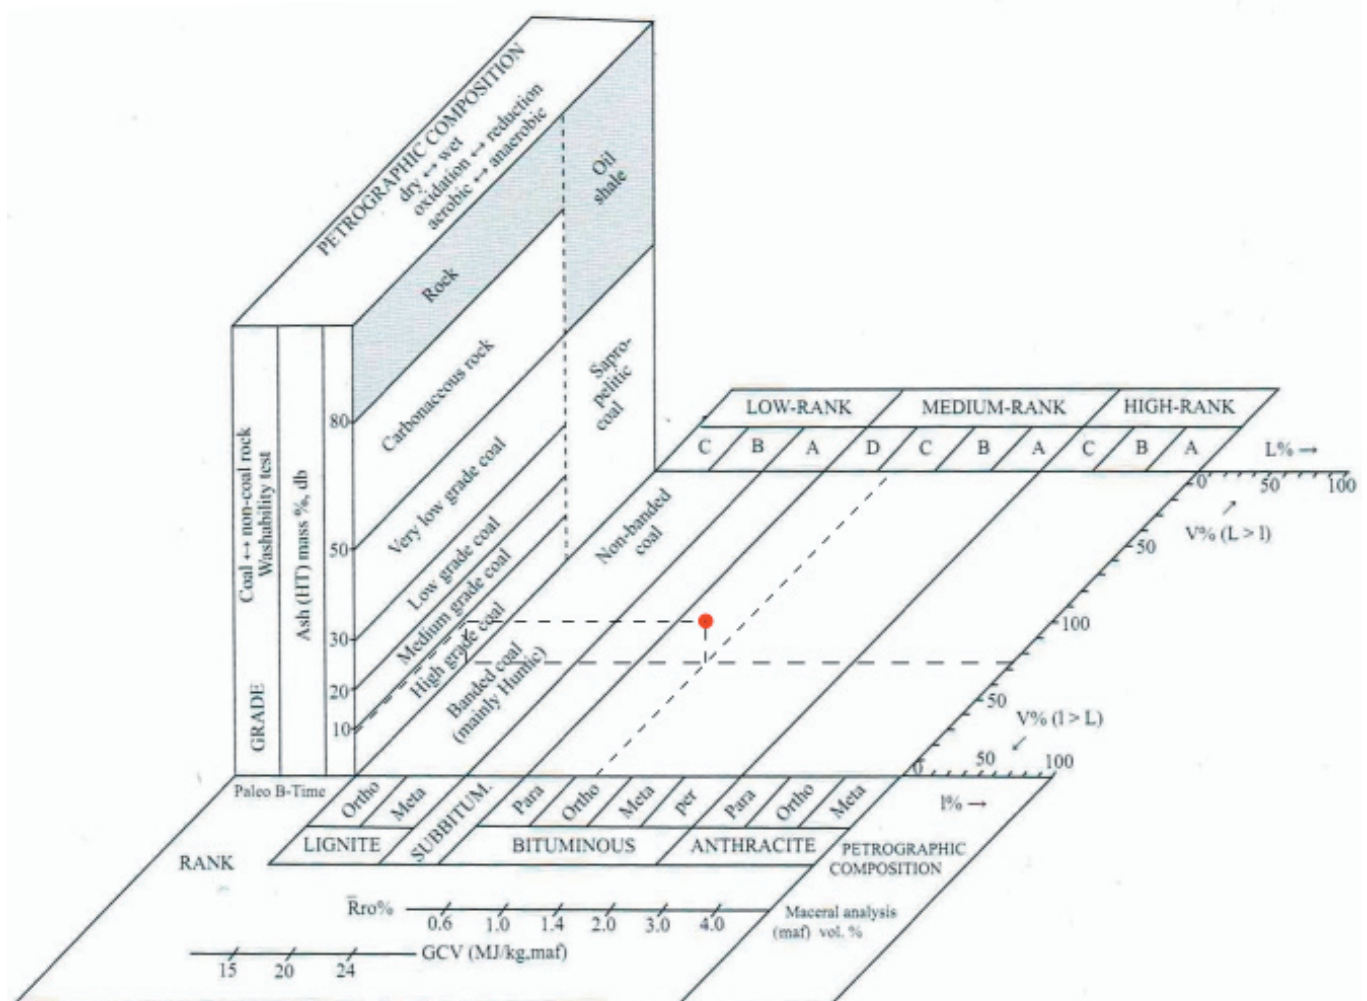 PETROGRAPHIC COMPOSITION
dry ↔ wet
oxidation ↔ reduction
aerobic ↔ anaerobic
Oil
shale
Rock
Carbonaceous rock
Sapro-
pelitic
coal
Very low grade coal
Low grade coal
Medium grade coal
High grade coal
Non-banded
coal
Banded coal
(mainly Humic)
Coal ↔ non-coal rock
Washability test
GRADE
Ash (HT) mass %, db
80
50
30
20
10
LOW-RANK
MEDIUM-RANK
HIGH-RANK
C
B
A
D
C
B
A
C
B
A
L% →
0
50
100
V% (L > l)
50
100
50
V% (l > L)
0
50
100
l% →
Paleo B-Time
Ortho
Meta
SUBBITUM.
Para
Ortho
Meta
per
Para
Ortho
Meta
LIGNITE
BITUMINOUS
ANTHRACITE
PETROGRAPHIC
COMPOSITION
RANK
R̅ro%
0.6
1.0
1.4
2.0
3.0
4.0
Maceral analysis
(maf) vol. %
GCV (MJ/kg,maf)
15
20
24